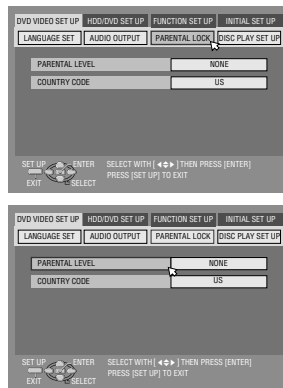 DVD VIDEO SET UP HDD/DVD SET UP FUNCTION SET UP INITIAL SET UP
LANGUAGE SET AUDIO OUTPUT PARENTAL LOCK DISC PLAY SET UP
PARENTAL LEVEL NONE
COUNTRY CODE US
SET UP ENTER SELECT WITH [ ] THEN PRESS [ENTER]
EXIT SELECT PRESS [SET UP] TO EXIT
DVD VIDEO SET UP HDD/DVD SET UP FUNCTION SET UP INITIAL SET UP
LANGUAGE SET AUDIO OUTPUT PARENTAL LOCK DISC PLAY SET UP
PARENTAL LEVEL NONE
COUNTRY CODE US
SET UP ENTER SELECT WITH [ ] THEN PRESS [ENTER]
EXIT SELECT PRESS [SET UP] TO EXIT